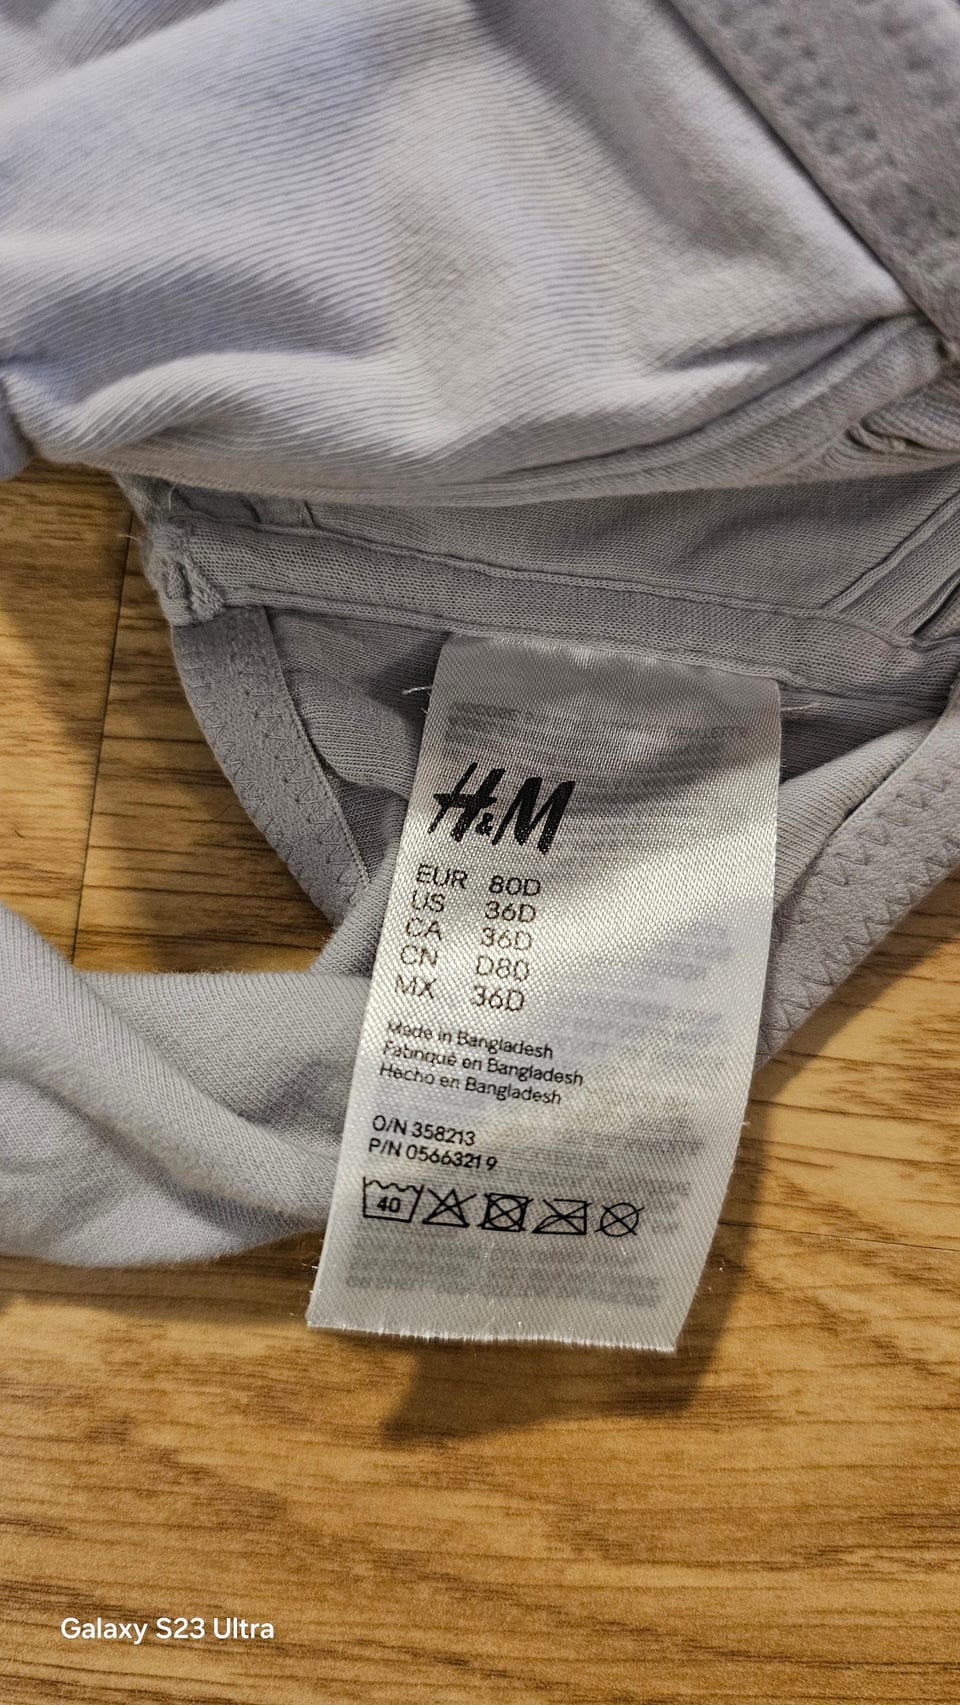 H&M
EUR 80D
US 36D
CA 36D
CN D80
MX 36D
Made in Bangladesh
Fabriqué en Bangladesh
Hecho en Bangladesh
O/N 358213
P/N 05663219
40
Galaxy S23 Ultra